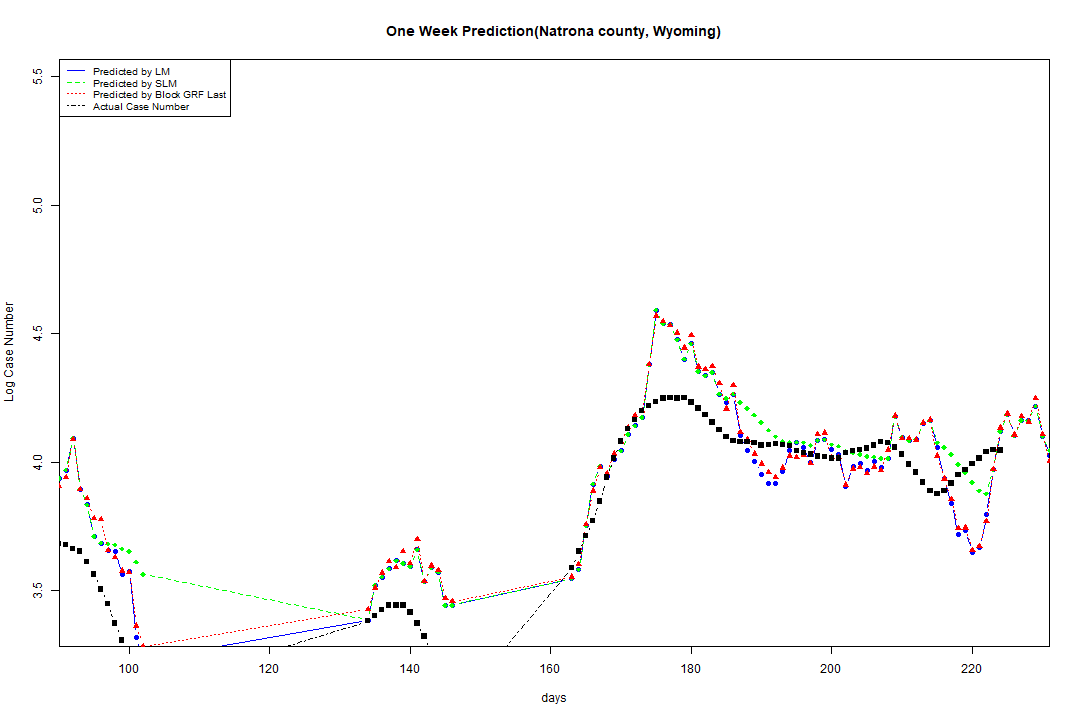 One Week Prediction(Natrona county, Wyoming)
Predicted by LM
Predicted by SLM
Predicted by Block GRF Last
Actual Case Number
5.5
5.0
4.5
4.0
3.5
Log Case Number
100 120 140 160 180 200 220
days